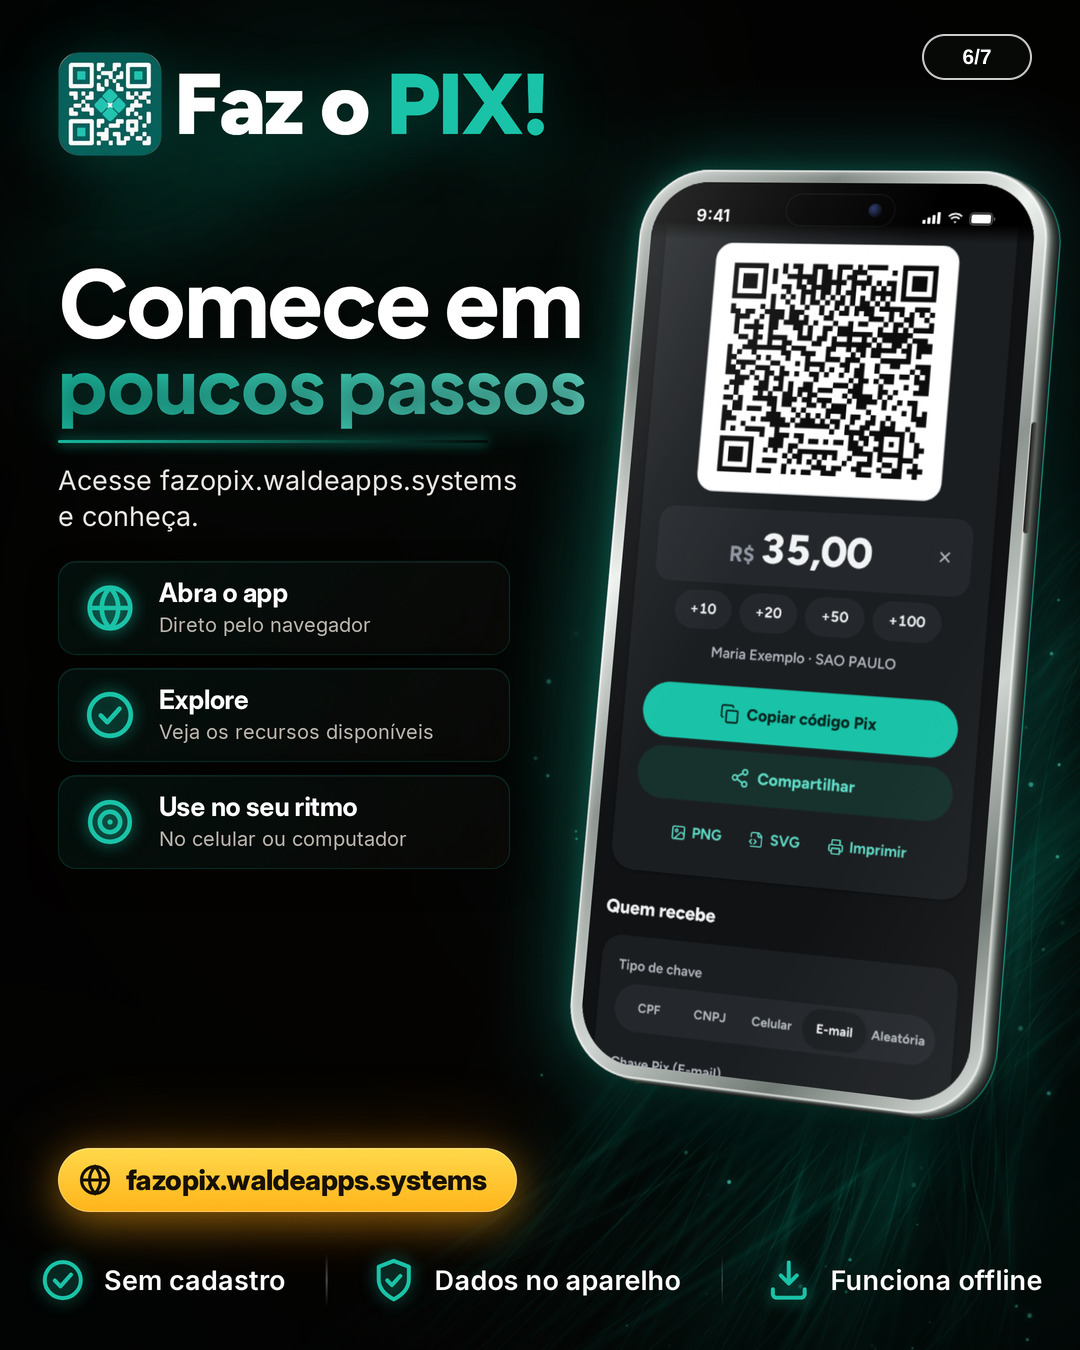 Faz o PIX!
6/7
Comece em
poucos passos
Acesse fazopix.waldeapps.systems
e conheça.
Abra o app
Direto pelo navegador
Explore
Veja os recursos disponíveis
Use no seu ritmo
No celular ou computador
9:41
R$ 35,00
+10 +20 +50 +100
Maria Exemplo · SAO PAULO
Copiar código Pix
Compartilhar
PNG SVG Imprimir
Quem recebe
Tipo de chave
CPF CNPJ Celular E-mail Aleatória
Chave Pix (E-mail)
fazopix.waldeapps.systems
Sem cadastro Dados no aparelho Funciona offline